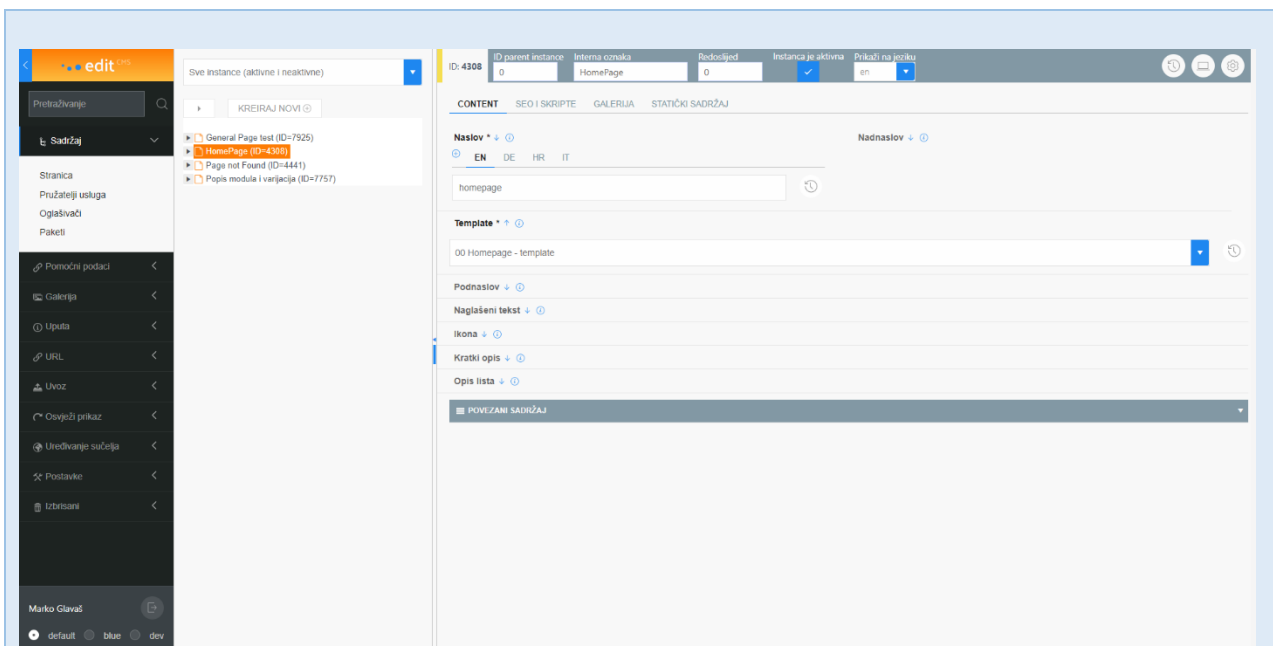 edit CMS
Pretraživanje
Sadržaj
Stranica
Pružatelji usluga
Oglašivači
Paketi
Pomoćni podaci
Galerija
Uputa
URL
Uvoz
Osvježi prikaz
Uređivanje sučelja
Postavke
Izbrisani
Marko Glavaš
default blue dev
Sve instance (aktivne i neaktivne)
KREIRAJ NOVI
General Page test (ID=7925)
HomePage (ID=4308)
Page not Found (ID=4441)
Popis modula i varijacija (ID=7757)
ID: 4308
ID parent instance Interna oznaka Redoslijed Instanca je aktivna Prikaži na jeziku
0 HomePage 0 en
CONTENT SEO I SKRIPTE GALERIJA STATIČKI SADRŽAJ
Naslov * Nadnaslov
EN DE HR IT
homepage
Template *
00 Homepage - template
Podnaslov
Naglašeni tekst
Ikona
Kratki opis
Opis lista
POVEZANI SADRŽAJ